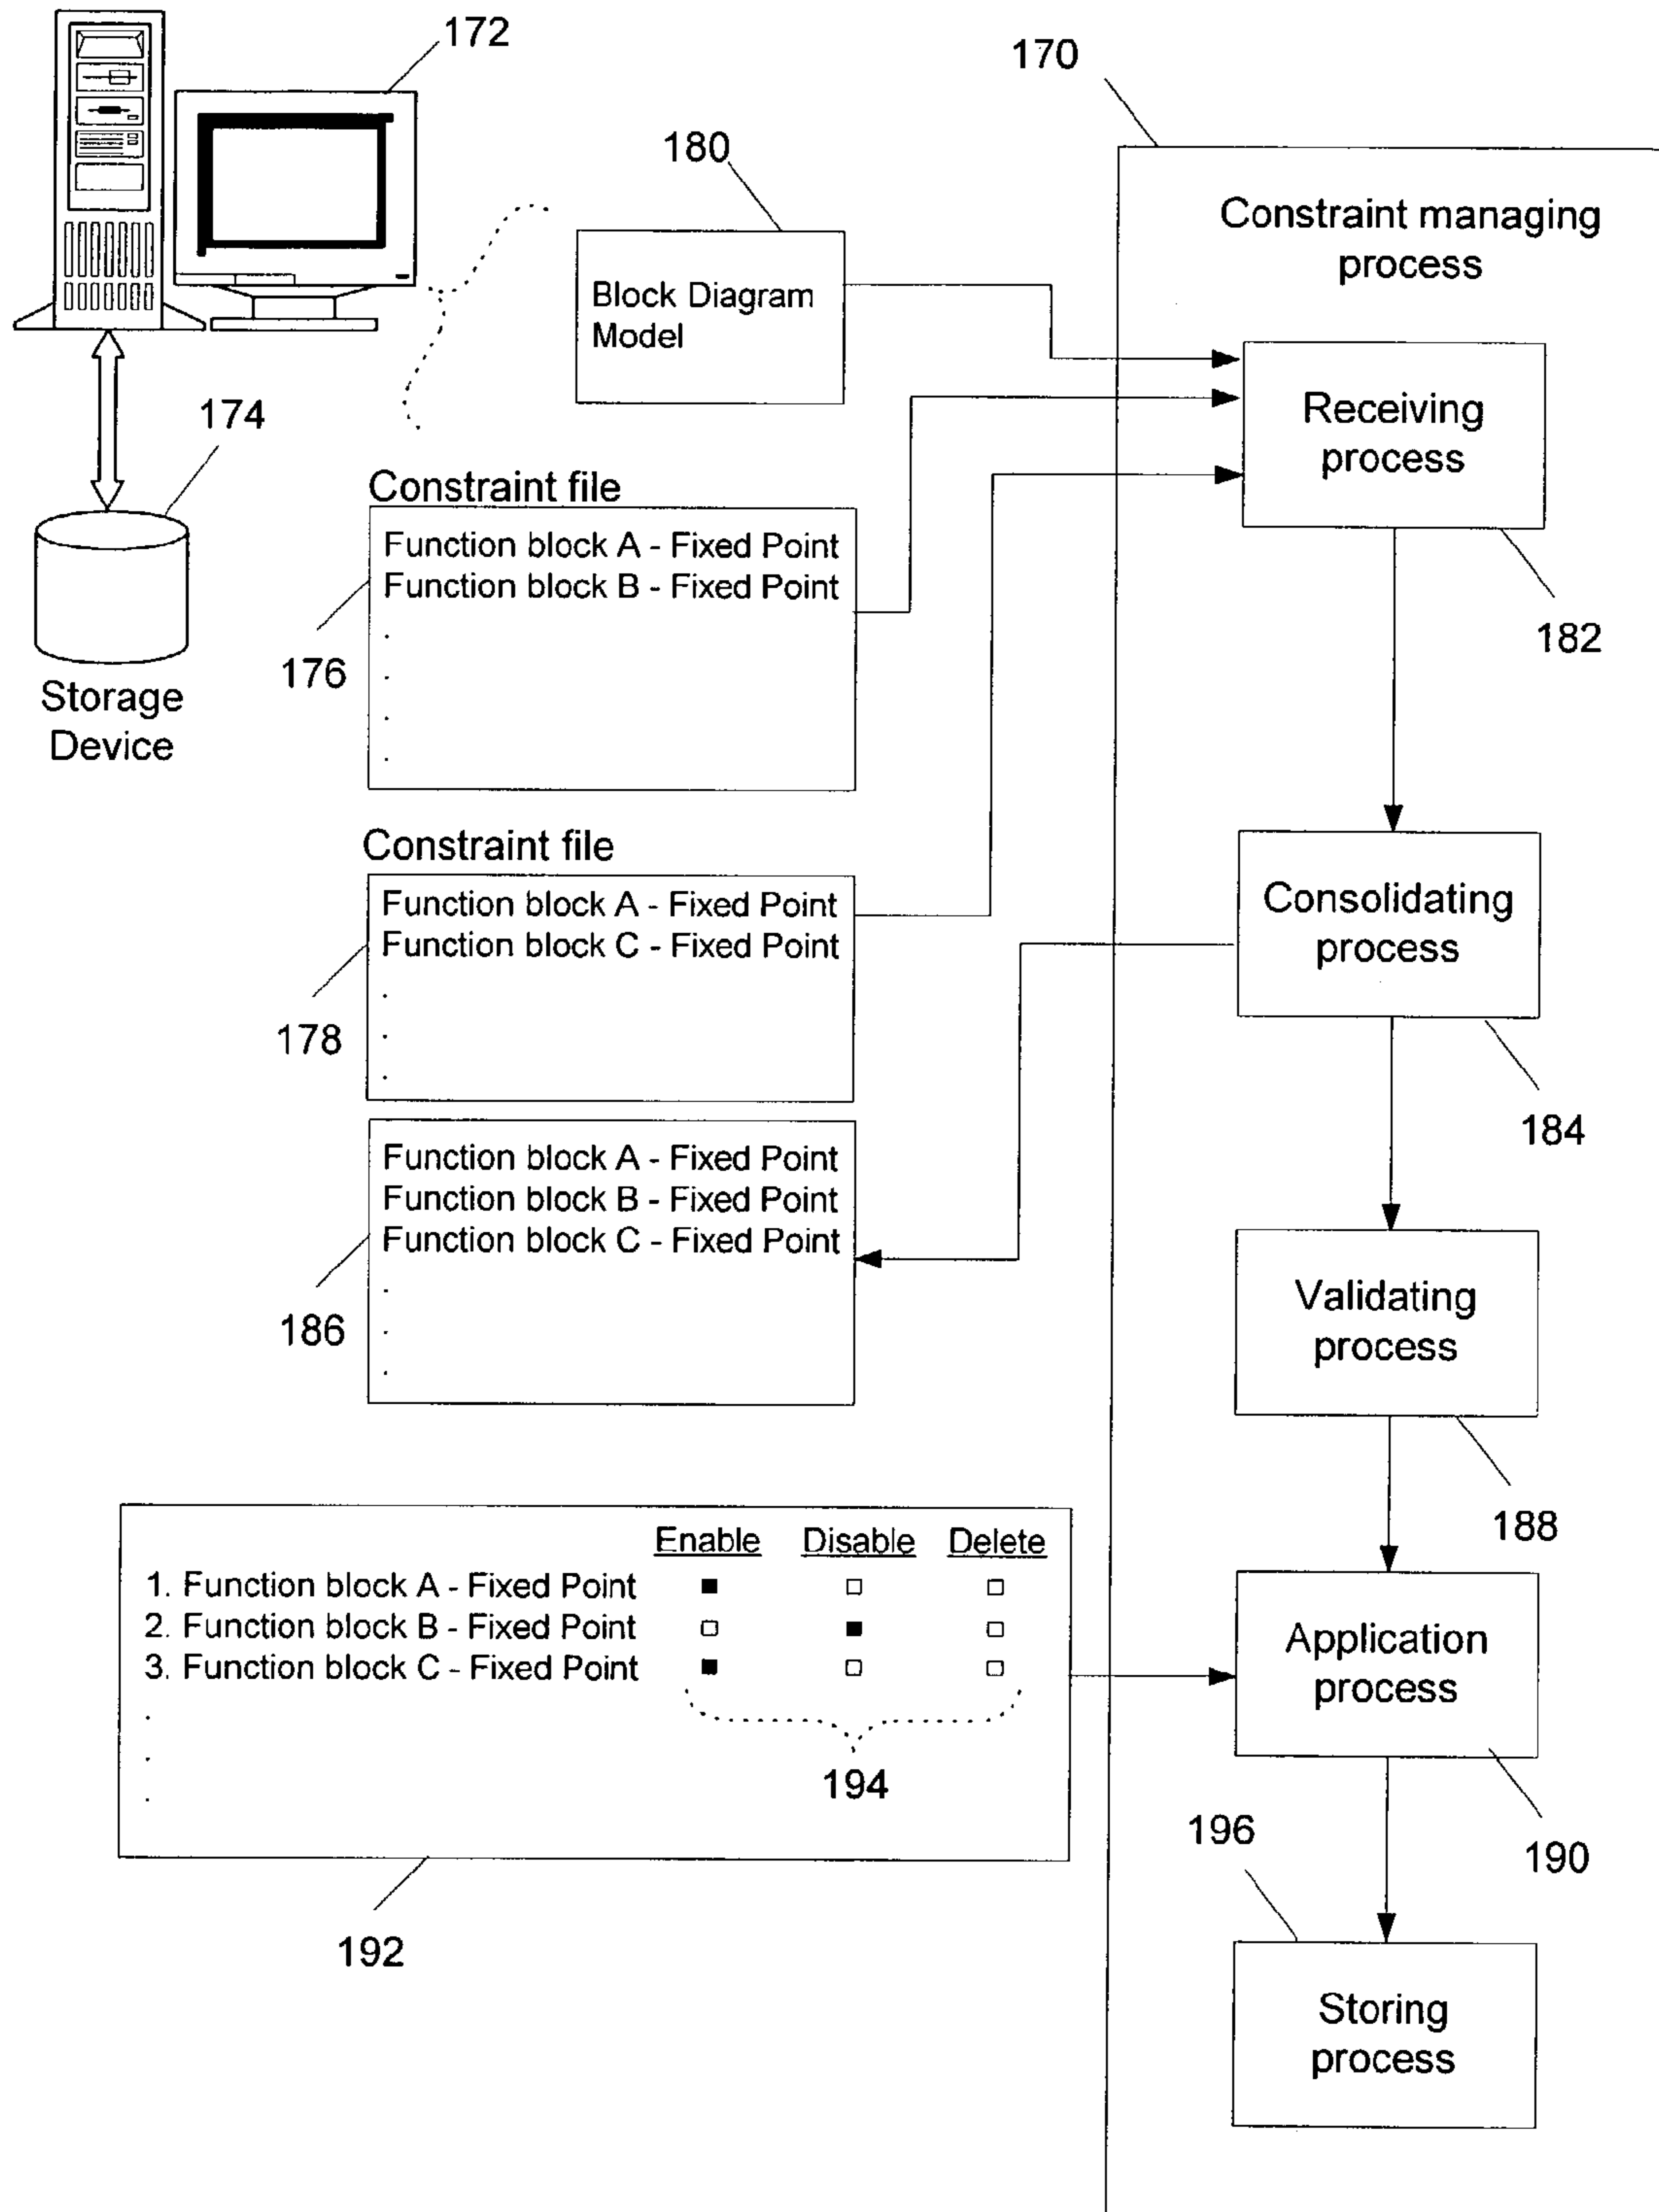 172
170
180
Constraint managing
process
Block Diagram
Model
Receiving
process
182
174
Storage
Device
Constraint file
Function block A - Fixed Point
Function block B - Fixed Point
.
.
.
.
176
Constraint file
Function block A - Fixed Point
Function block C - Fixed Point
.
.
.
178
Consolidating
process
184
Function block A - Fixed Point
Function block B - Fixed Point
Function block C - Fixed Point
.
.
.
186
Validating
process
188
Enable Disable Delete
1. Function block A - Fixed Point
2. Function block B - Fixed Point
3. Function block C - Fixed Point
.
.
.
194
192
Application
process
190
196
Storing
process